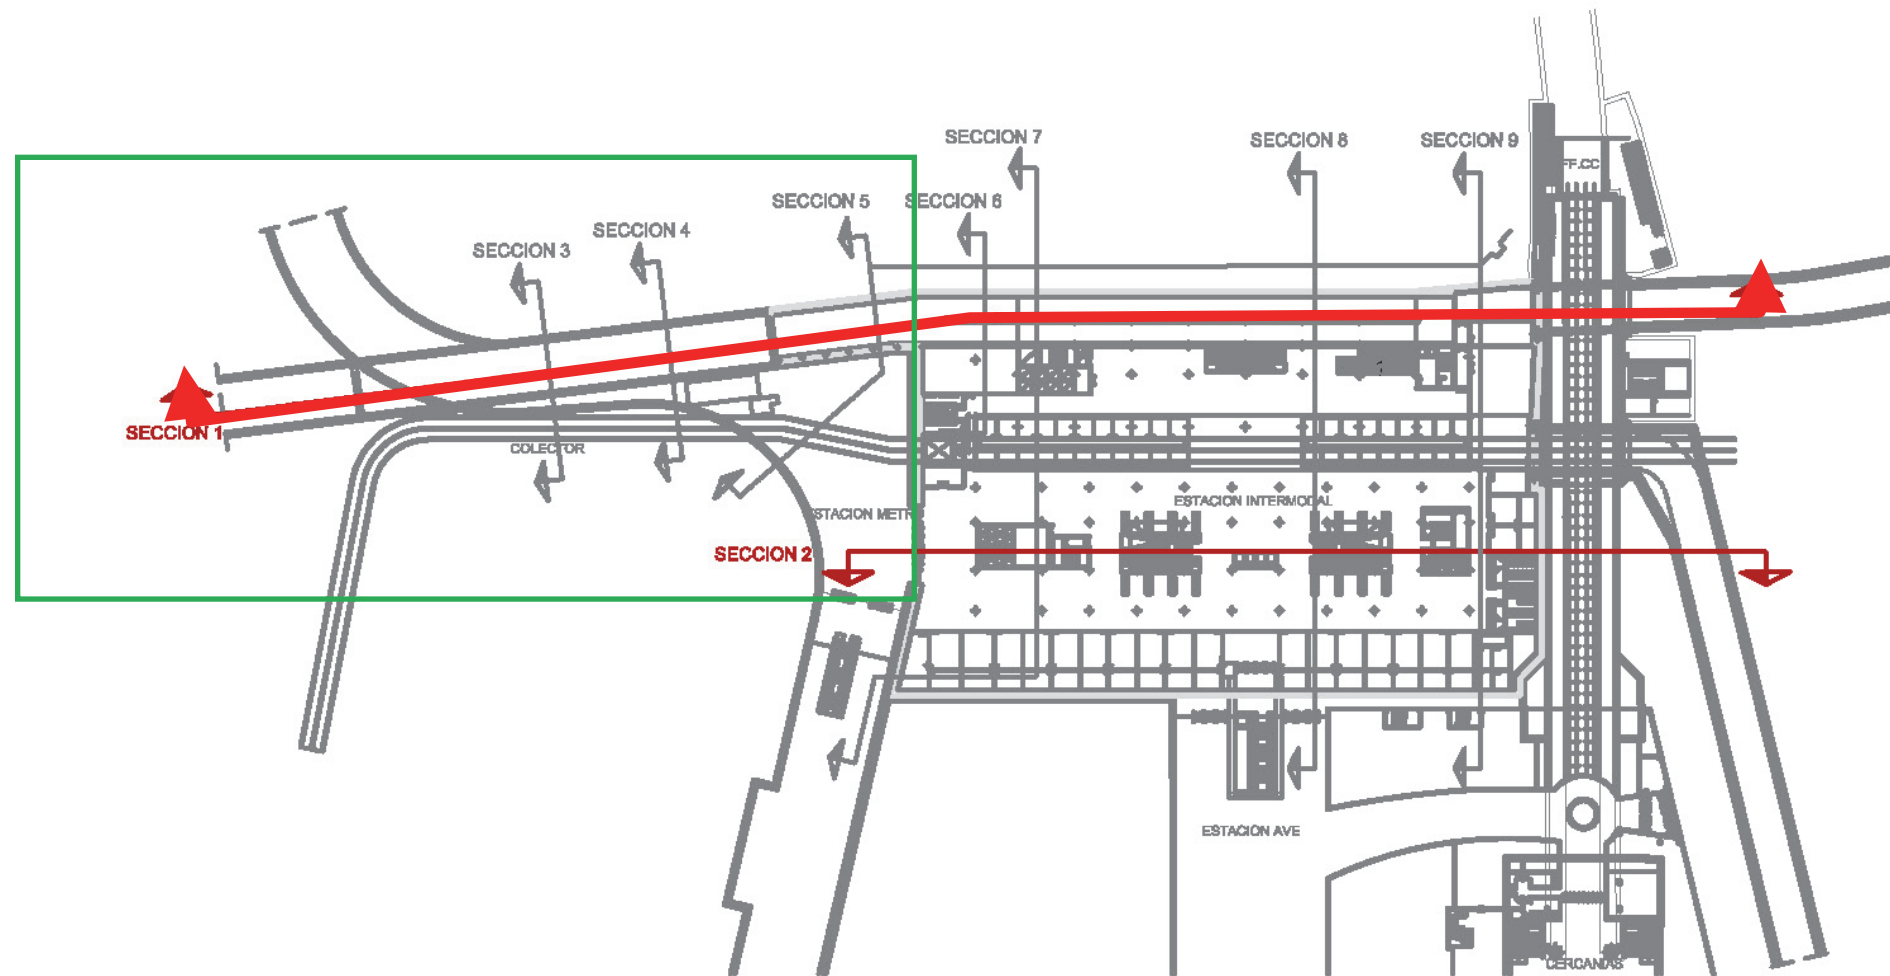 SECCION 7
SECCION 8
SECCION 9
FF.CC
SECCION 5
SECCION 6
SECCION 4
SECCION 3
SECCION 1
COLECTOR
ESTACION INTERMODAL
STACION METR
SECCION 2
ESTACION AVE
CERCANIAS